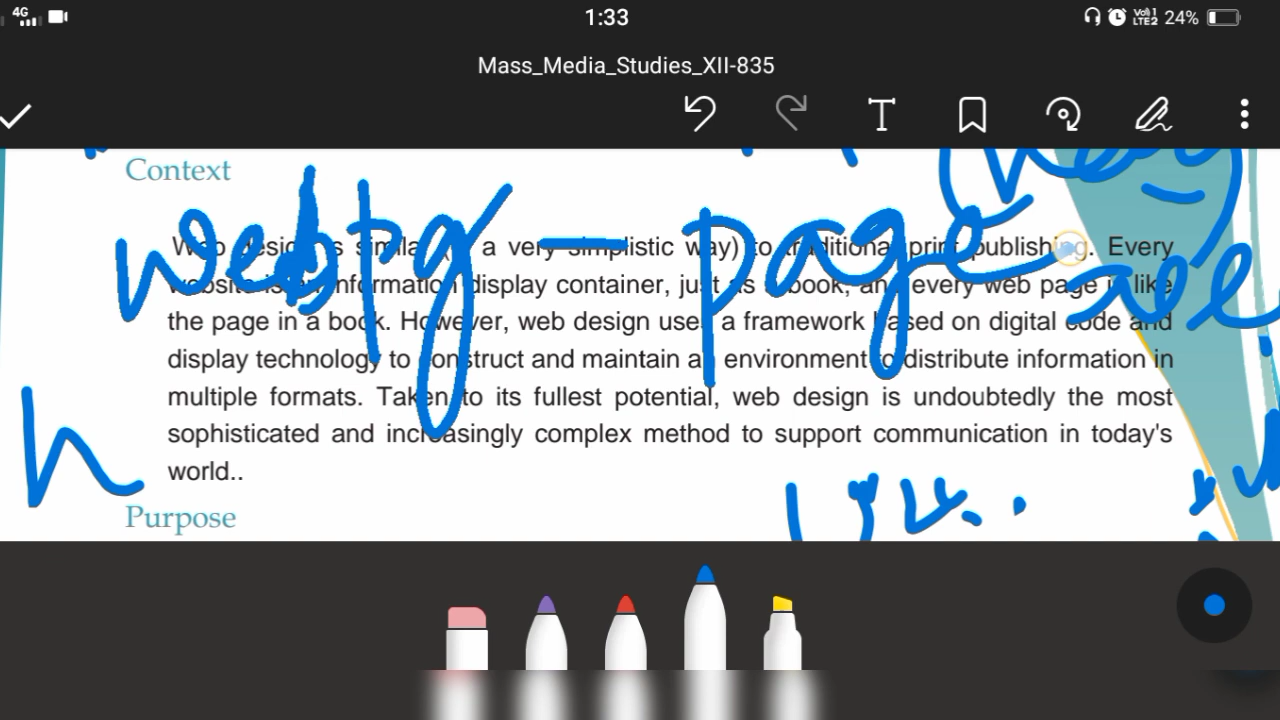 4G 1:33 Vol) 1 LTE2 24%
Mass_Media_Studies_XII-835
Context
Web design is similar (in a very simplistic way) to traditional print publishing. Every
website is an information display container, just as a book, and every web page is like
the page in a book. However, web design uses a framework based on digital code and
display technology to construct and maintain an environment to distribute information in
multiple formats. Taken to its fullest potential, web design is undoubtedly the most
sophisticated and increasingly complex method to support communication in today's
world..
webpg - page
h
Purpose